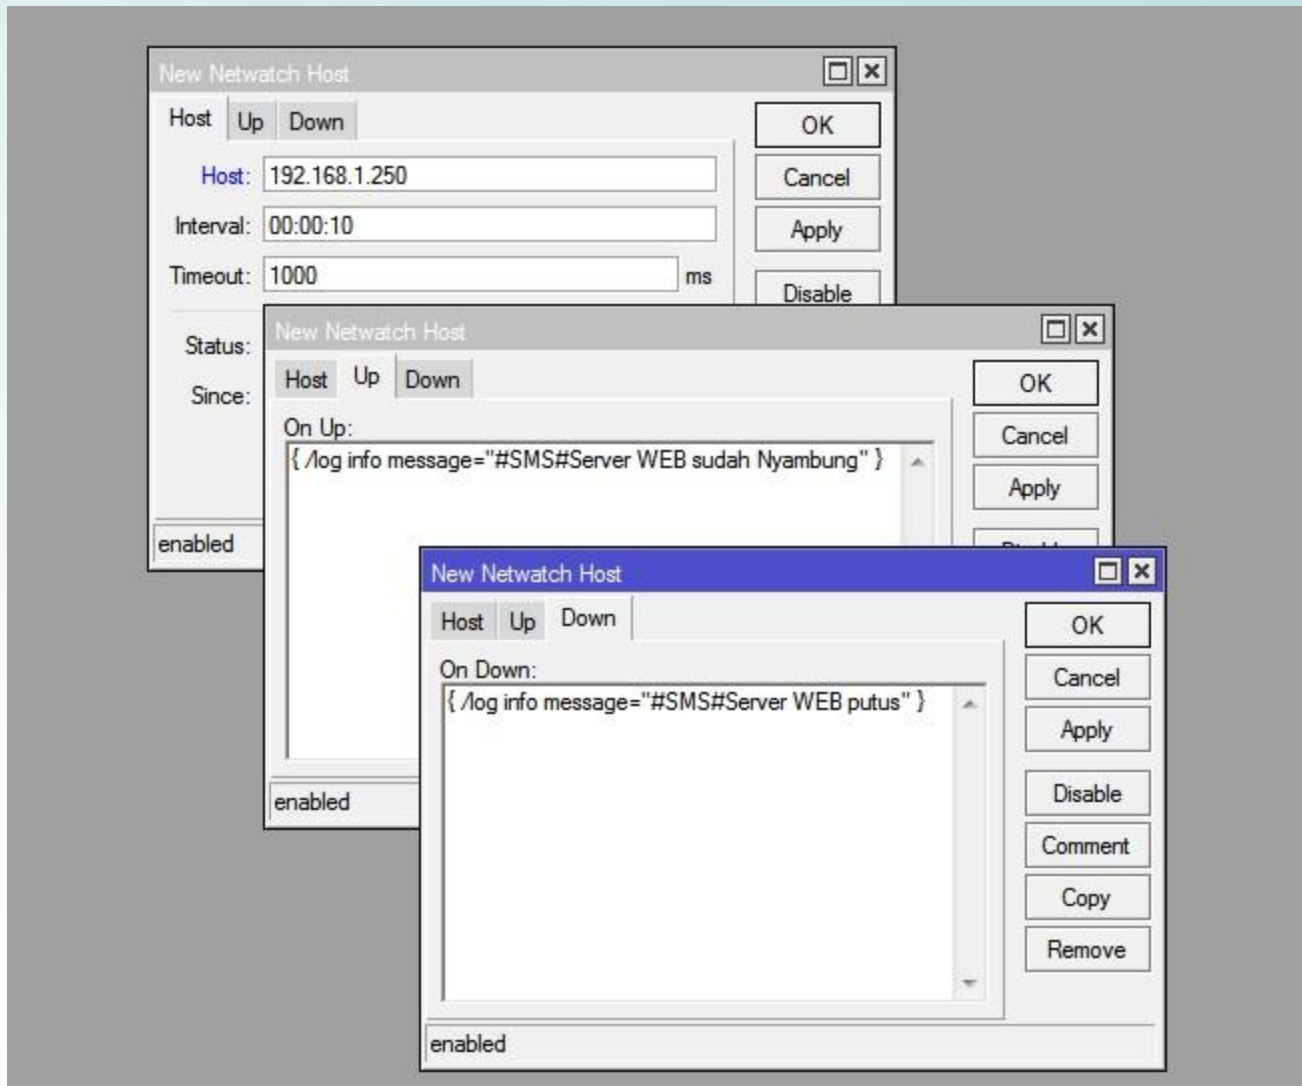 New Netwatch Host
Host Up Down
Host: 192.168.1.250
Interval: 00:00:10
Timeout: 1000 ms
Status:
Since:
OK
Cancel
Apply
Disable
enabled
New Netwatch Host
Host Up Down
On Up:
{ /log info message="#SMS#Server WEB sudah Nyambung" }
OK
Cancel
Apply
enabled
New Netwatch Host
Host Up Down
On Down:
{ /log info message="#SMS#Server WEB putus" }
OK
Cancel
Apply
Disable
Comment
Copy
Remove
enabled